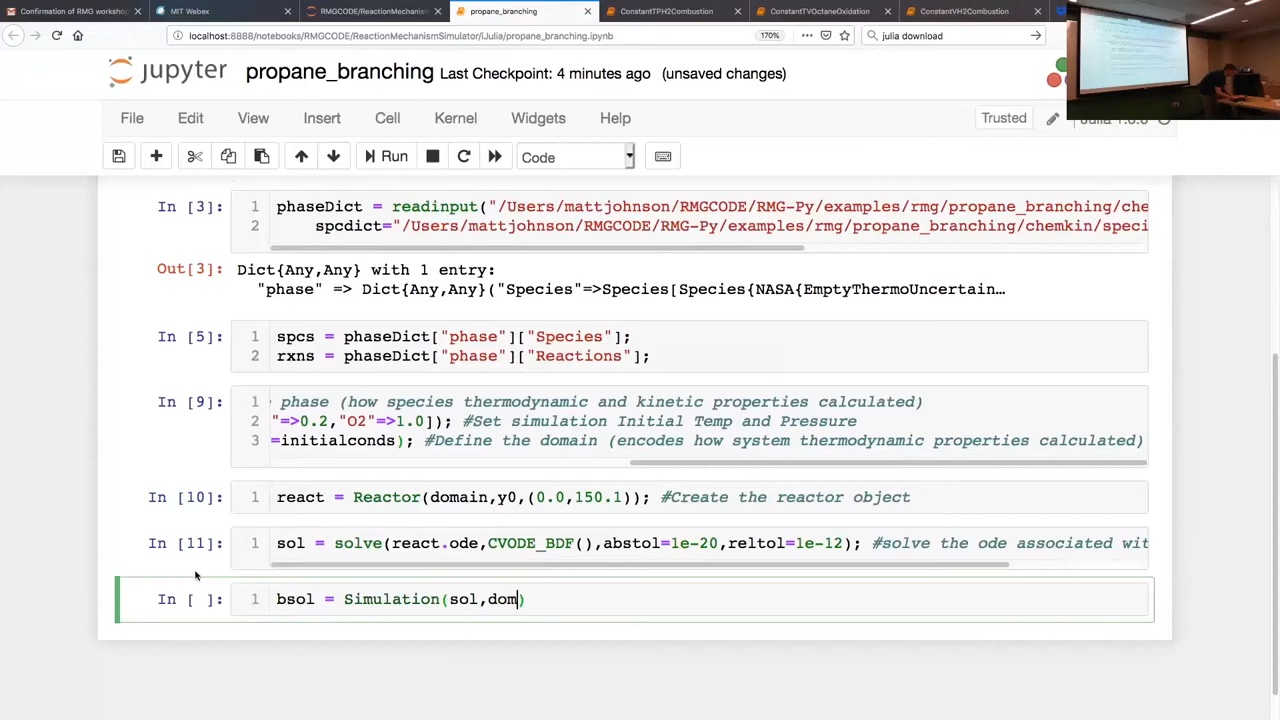 Confirmation of RMG worksho
MIT Webex
RMGCODE/ReactionMechanism
propane_branching
ConstantTPH2Combustion
ConstantTVOctaneOxidation
ConstantVH2Combustion
localhost:8888/notebooks/RMGCODE/ReactionMechanismSimulator/iJulia/propane_branching.ipynb
170%
julia download
jupyter propane_branching Last Checkpoint: 4 minutes ago (unsaved changes)
File Edit View Insert Cell Kernel Widgets Help
Trusted
Run
Code
In [3]:
1 phaseDict = readinput("/Users/mattjohnson/RMGCODE/RMG-Py/examples/rmg/propane_branching/che
2 spcdict="/Users/mattjohnson/RMGCODE/RMG-Py/examples/rmg/propane_branching/chemkin/speci
Out[3]: Dict{Any,Any} with 1 entry:
"phase" => Dict{Any,Any}("Species"=>Species[Species{NASA{EmptyThermoUncertain…
In [5]:
1 spcs = phaseDict["phase"]["Species"];
2 rxns = phaseDict["phase"]["Reactions"];
In [9]:
1 phase (how species thermodynamic and kinetic properties calculated)
2 "=>0.2,"O2"=>1.0]); #Set simulation Initial Temp and Pressure
3 =initialconds); #Define the domain (encodes how system thermodynamic properties calculated)
In [10]: 1 react = Reactor(domain,y0,(0.0,150.1)); #Create the reactor object
In [11]: 1 sol = solve(react.ode,CVODE_BDF(),abstol=1e-20,reltol=1e-12); #solve the ode associated wit
In [ ]: 1 bsol = Simulation(sol,dom)